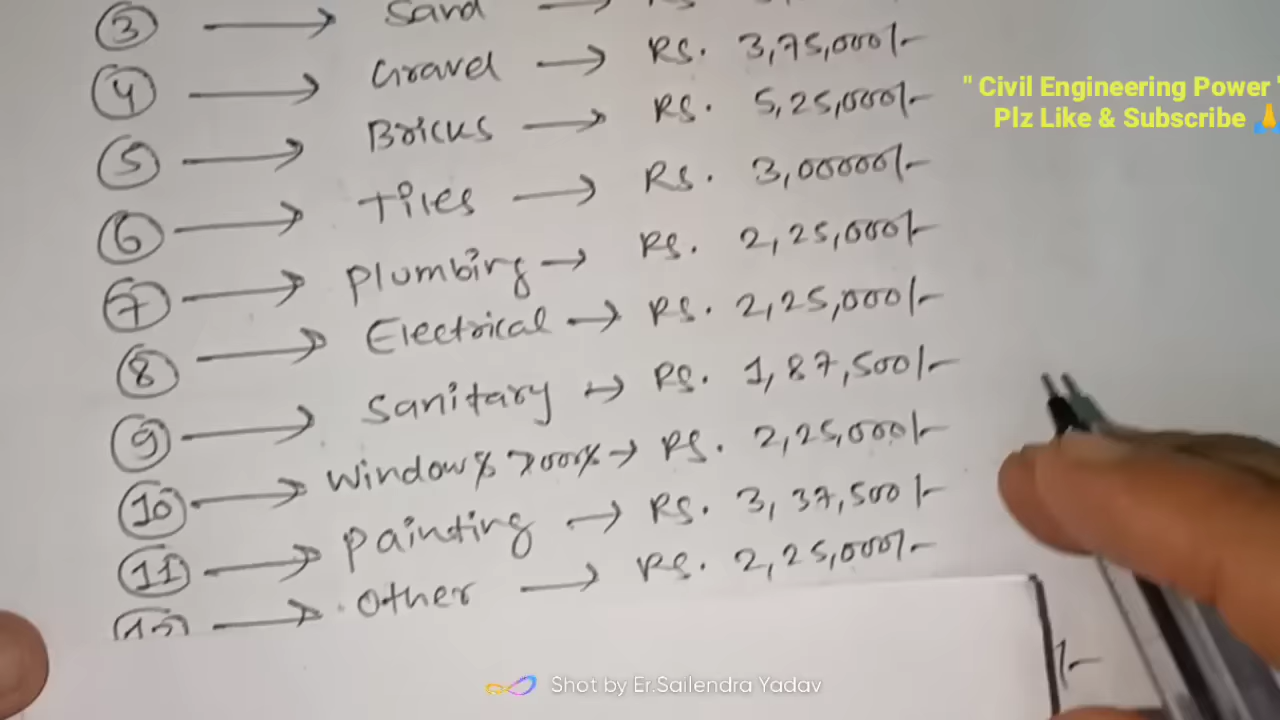 ③ → Sand → Rs
④ → Gravel → Rs. 3,75,000/-
⑤ → Bricks → Rs. 5,25,000/-
⑥ → Tiles → Rs. 3,00000/-
⑦ → Plumbing → Rs. 2,25,000/-
⑧ → Electrical → Rs. 2,25,000/-
⑨ → Sanitary → Rs. 1,87,500/-
⑩ → Window% → Rs. 2,25,000/-
⑪ → Painting → Rs. 3,37,500/-
→ Other → Rs. 2,25,000/-
/-
" Civil Engineering Power "
Plz Like & Subscribe 🙏
Shot by Er.Sailendra Yadav